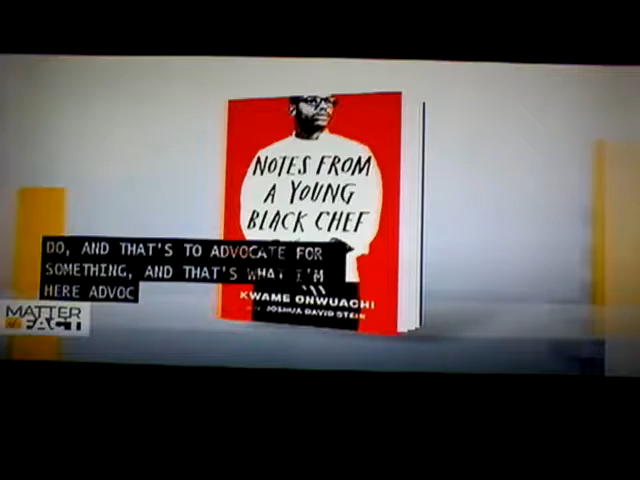 NOTES FROM
A YOUNG
BLACK CHEF
DO, AND THAT'S TO ADVOCATE FOR
SOMETHING, AND THAT'S WHAT I'M
HERE ADVOC
KWAME ONWUACHI
JOSHUA DAVID STEIN
MATTER
OF FACT